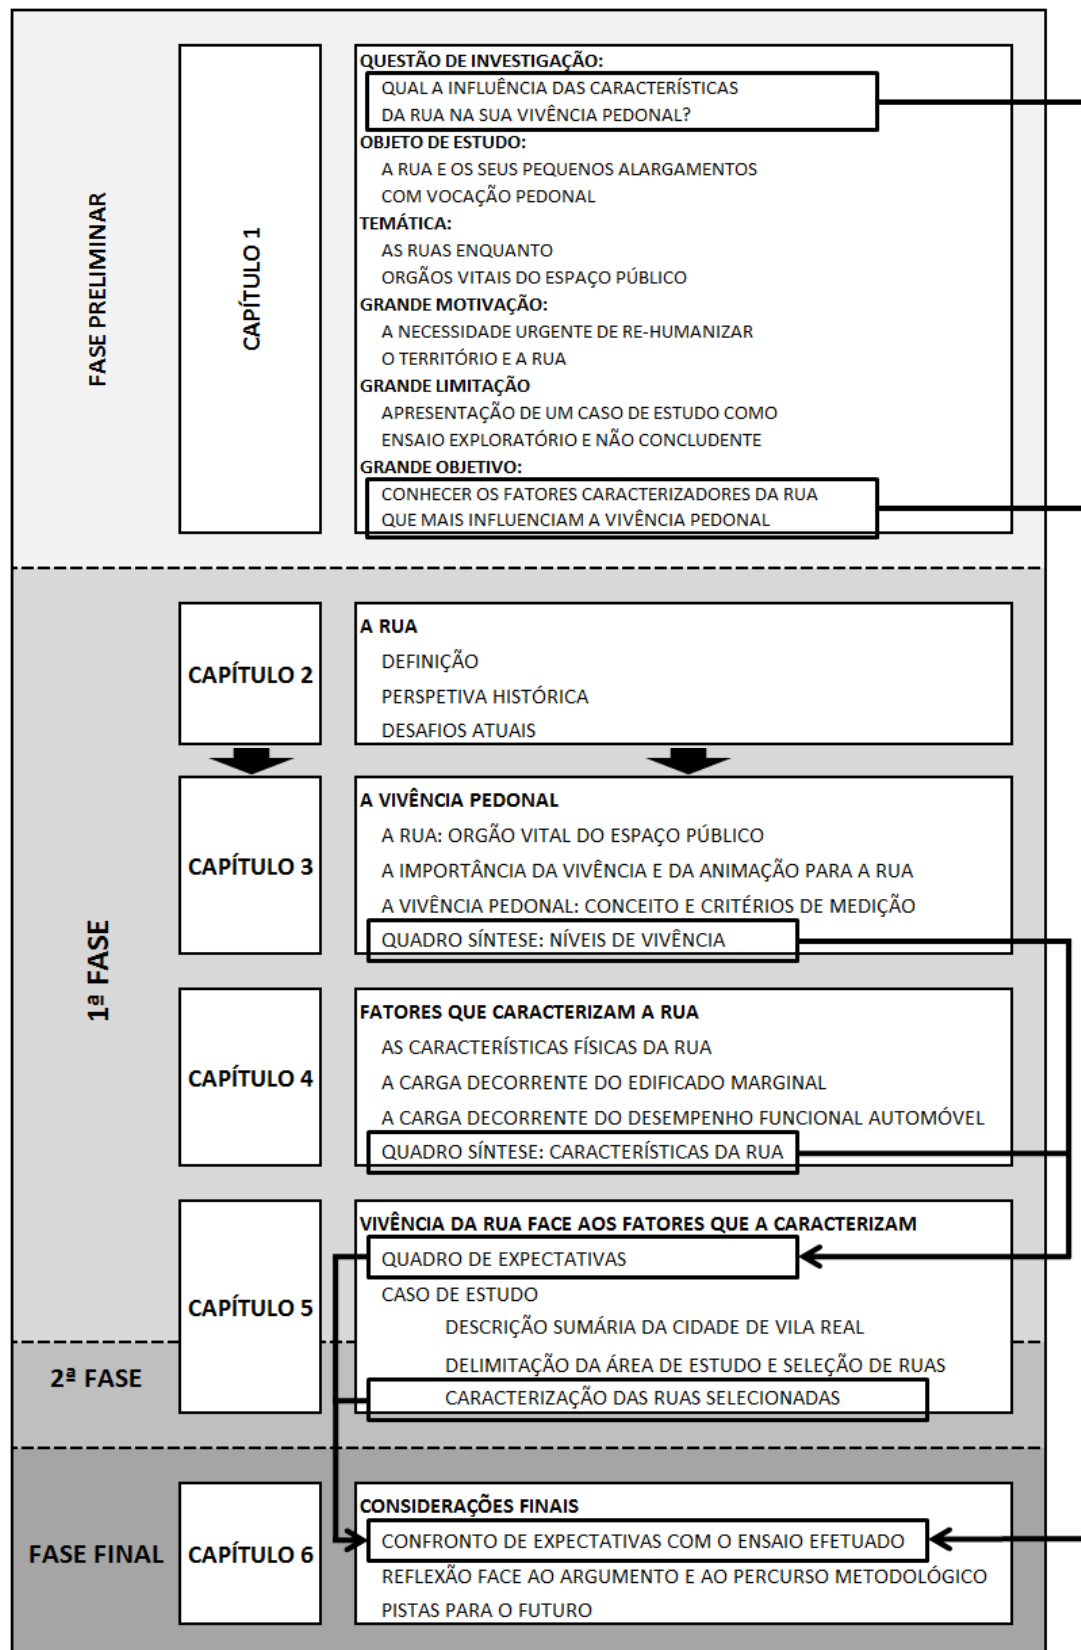 FASE PRELIMINAR
CAPÍTULO 1
QUESTÃO DE INVESTIGAÇÃO:
QUAL A INFLUÊNCIA DAS CARACTERÍSTICAS
DA RUA NA SUA VIVÊNCIA PEDONAL?
OBJETO DE ESTUDO:
A RUA E OS SEUS PEQUENOS ALARGAMENTOS
COM VOCAÇÃO PEDONAL
TEMÁTICA:
AS RUAS ENQUANTO
ORGÃOS VITAIS DO ESPAÇO PÚBLICO
GRANDE MOTIVAÇÃO:
A NECESSIDADE URGENTE DE RE-HUMANIZAR
O TERRITÓRIO E A RUA
GRANDE LIMITAÇÃO
APRESENTAÇÃO DE UM CASO DE ESTUDO COMO
ENSAIO EXPLORATÓRIO E NÃO CONCLUDENTE
GRANDE OBJETIVO:
CONHECER OS FATORES CARACTERIZADORES DA RUA
QUE MAIS INFLUENCIAM A VIVÊNCIA PEDONAL
1ª FASE
CAPÍTULO 2
A RUA
DEFINIÇÃO
PERSPETIVA HISTÓRICA
DESAFIOS ATUAIS
CAPÍTULO 3
A VIVÊNCIA PEDONAL
A RUA: ORGÃO VITAL DO ESPAÇO PÚBLICO
A IMPORTÂNCIA DA VIVÊNCIA E DA ANIMAÇÃO PARA A RUA
A VIVÊNCIA PEDONAL: CONCEITO E CRITÉRIOS DE MEDIÇÃO
QUADRO SÍNTESE: NÍVEIS DE VIVÊNCIA
CAPÍTULO 4
FATORES QUE CARACTERIZAM A RUA
AS CARACTERÍSTICAS FÍSICAS DA RUA
A CARGA DECORRENTE DO EDIFICADO MARGINAL
A CARGA DECORRENTE DO DESEMPENHO FUNCIONAL AUTOMÓVEL
QUADRO SÍNTESE: CARACTERÍSTICAS DA RUA
CAPÍTULO 5
VIVÊNCIA DA RUA FACE AOS FATORES QUE A CARACTERIZAM
QUADRO DE EXPECTATIVAS
CASO DE ESTUDO
DESCRIÇÃO SUMÁRIA DA CIDADE DE VILA REAL
2ª FASE
DELIMITAÇÃO DA ÁREA DE ESTUDO E SELEÇÃO DE RUAS
CARACTERIZAÇÃO DAS RUAS SELECIONADAS
FASE FINAL
CAPÍTULO 6
CONSIDERAÇÕES FINAIS
CONFRONTO DE EXPECTATIVAS COM O ENSAIO EFETUADO
REFLEXÃO FACE AO ARGUMENTO E AO PERCURSO METODOLÓGICO
PISTAS PARA O FUTURO